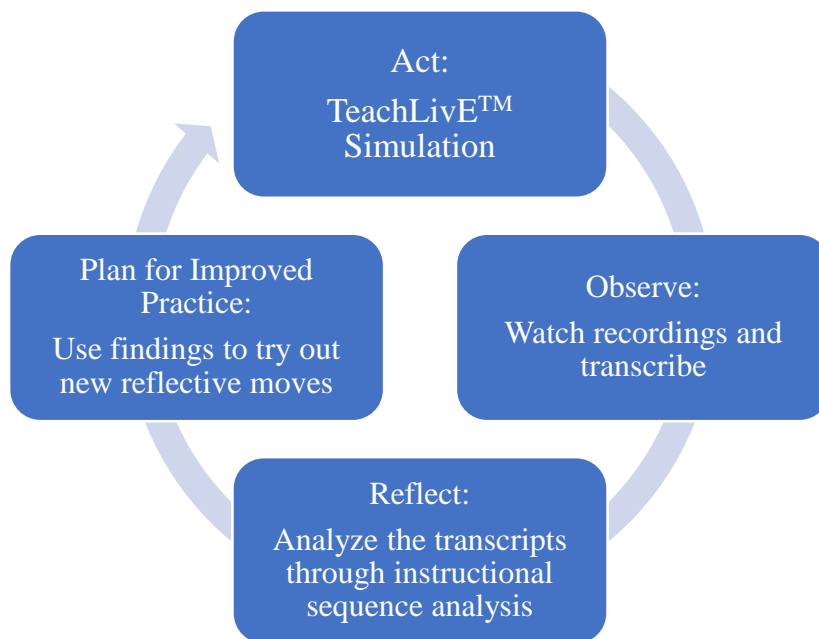 Act:
TeachLivE™
Simulation
Observe:
Watch recordings and
transcribe
Reflect:
Analyze the transcripts
through instructional
sequence analysis
Plan for Improved
Practice:
Use findings to try out
new reflective moves